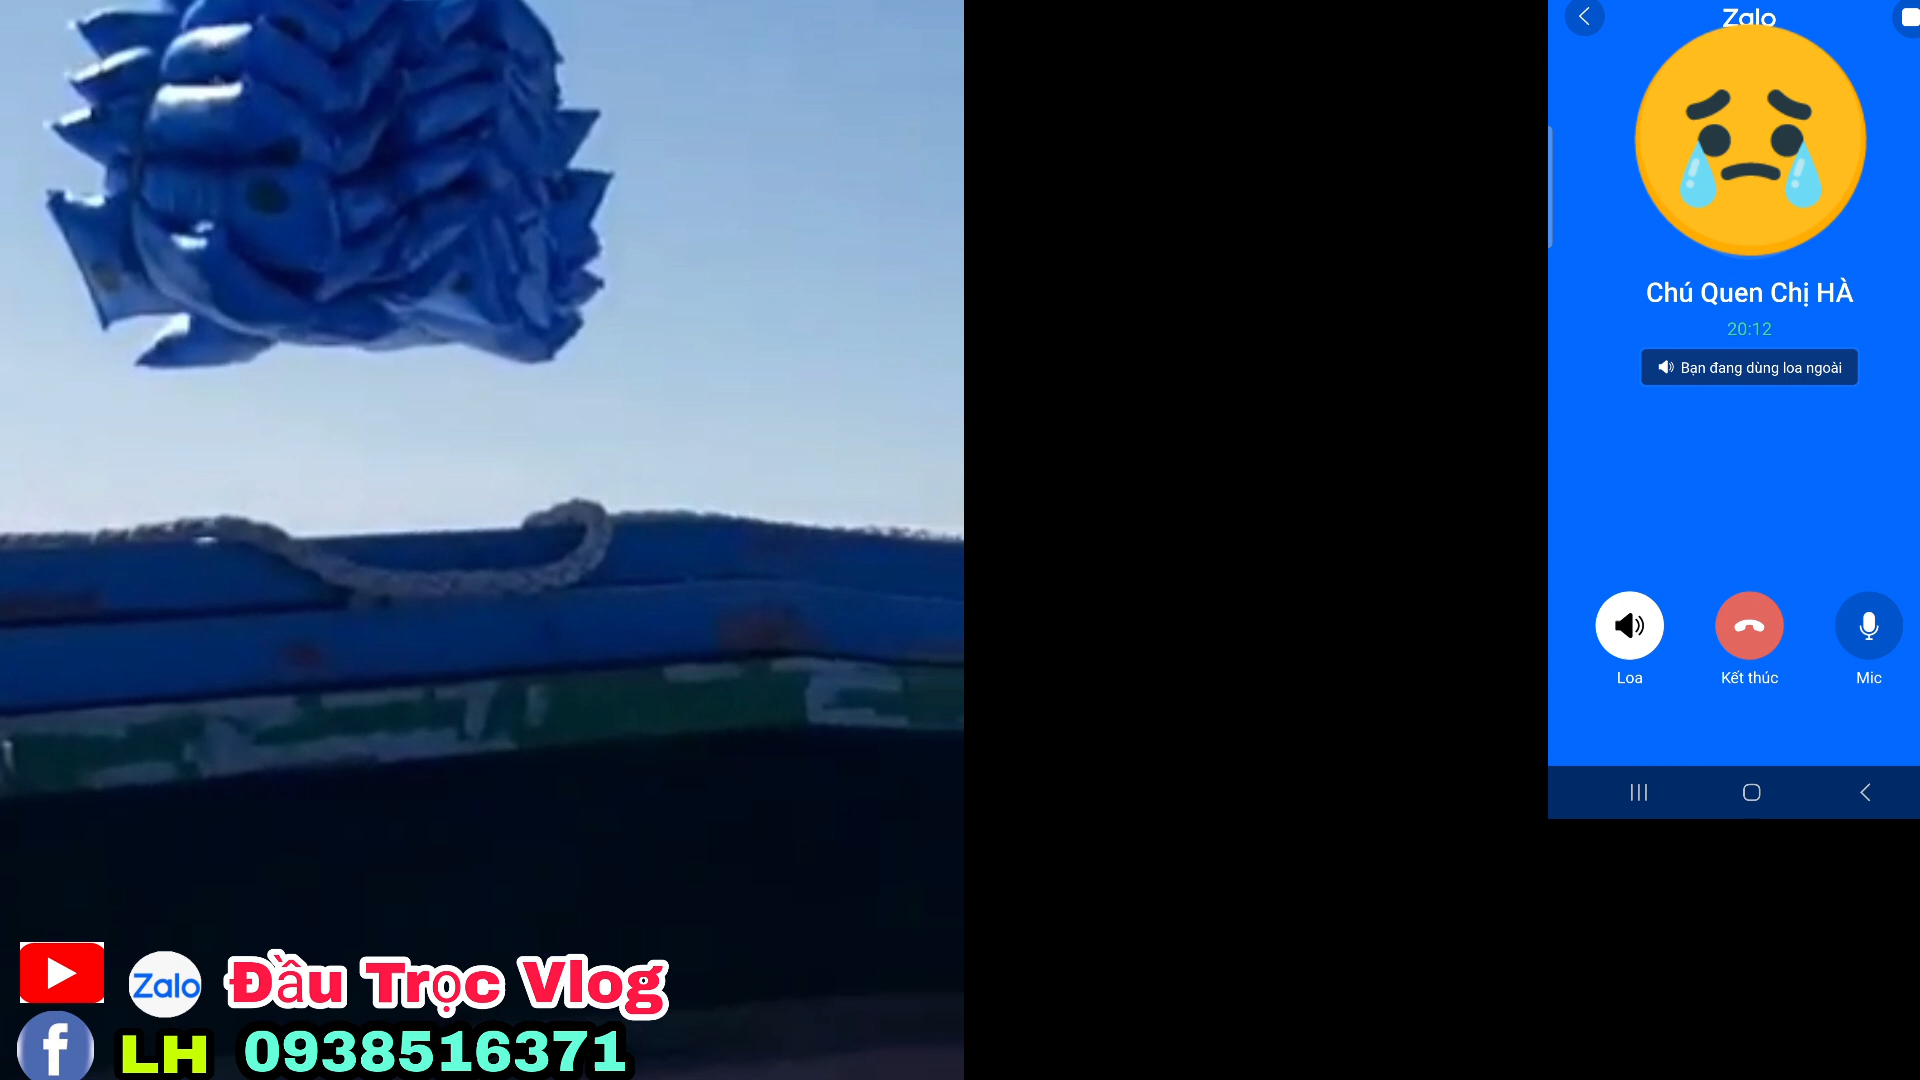 Zalo
Chú Quen Chị HÀ
20:12
Bạn đang dùng loa ngoài
Loa
Kết thúc
Mic
Zalo
Đầu Trọc Vlog
LH 0938516371